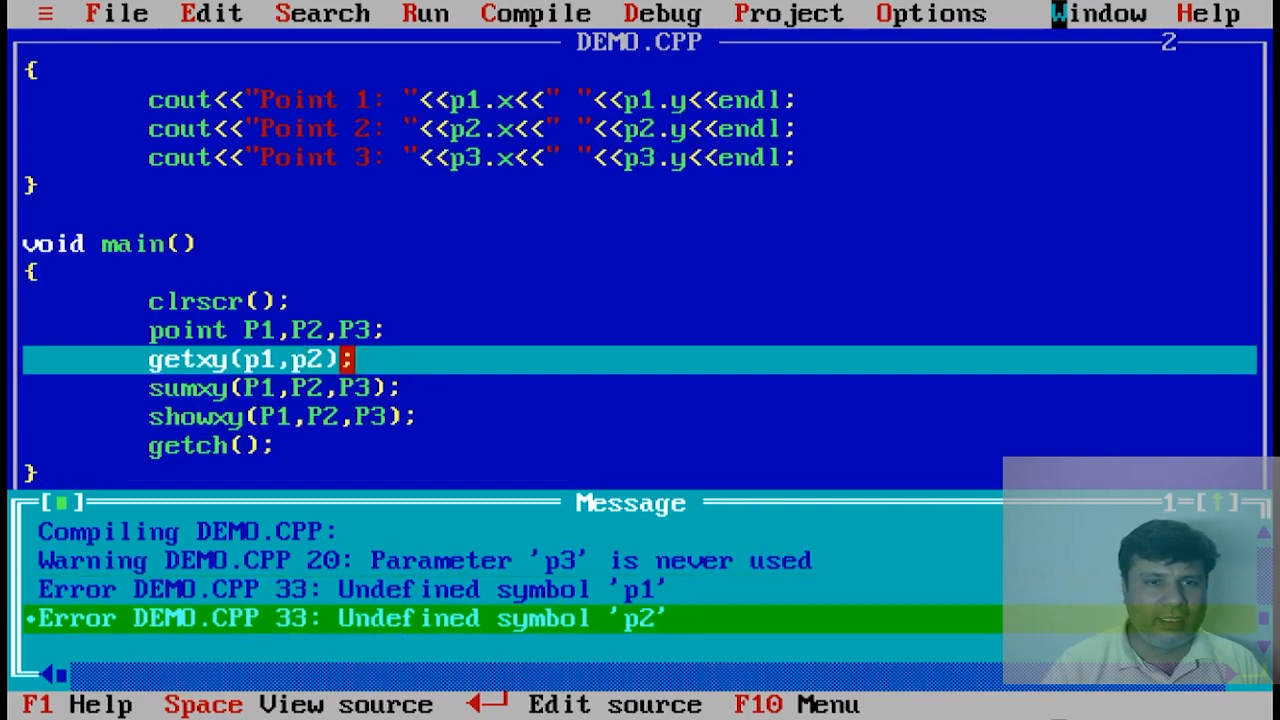 ≡ File Edit Search Run Compile Debug Project Options Window Help
DEMO.CPP 2
{
cout<<"Point 1: "<<p1.x<<" "<<p1.y<<endl;
cout<<"Point 2: "<<p2.x<<" "<<p2.y<<endl;
cout<<"Point 3: "<<p3.x<<" "<<p3.y<<endl;
}
void main()
{
clrscr();
point P1,P2,P3;
getxy(p1,p2);
sumxy(P1,P2,P3);
showxy(P1,P2,P3);
getch();
}
[■] Message 1=[↑]
Compiling DEMO.CPP:
Warning DEMO.CPP 20: Parameter 'p3' is never used
Error DEMO.CPP 33: Undefined symbol 'p1'
•Error DEMO.CPP 33: Undefined symbol 'p2'
F1 Help Space View source ◄┘ Edit source F10 Menu